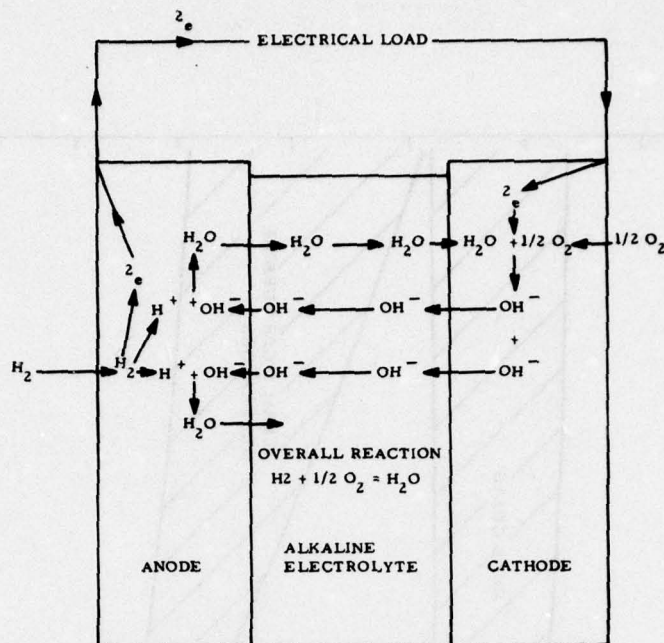 2e
ELECTRICAL LOAD
2e
H₂O H₂O H₂O H₂O + 1/2 O₂ 1/2 O₂
2e
H⁺ + OH⁻ OH⁻ OH⁻ OH⁻
+
H₂ H₂ H⁺ + OH⁻ OH⁻ OH⁻ OH⁻
H₂O
OVERALL REACTION
H2 + 1/2 O₂ = H₂O
ANODE
ALKALINE
ELECTROLYTE
CATHODE